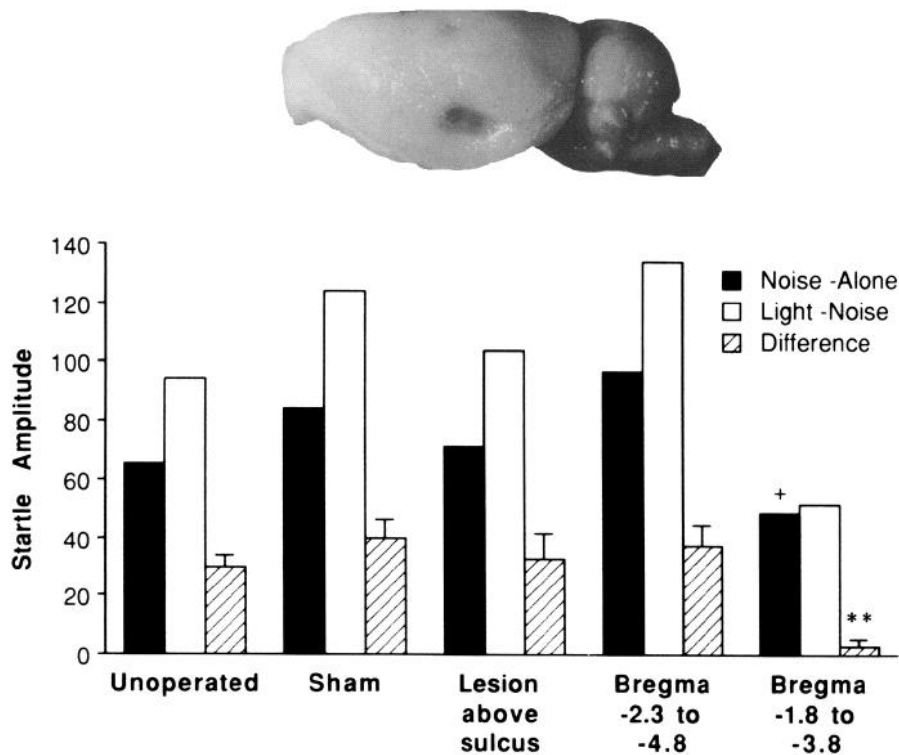 140
120
100
80
60
40
20
0
Startle Amplitude
Noise -Alone
Light -Noise
Difference
+
**
Unoperated
Sham
Lesion
above
sulcus
Bregma
-2.3 to
-4.8
Bregma
-1.8 to
-3.8